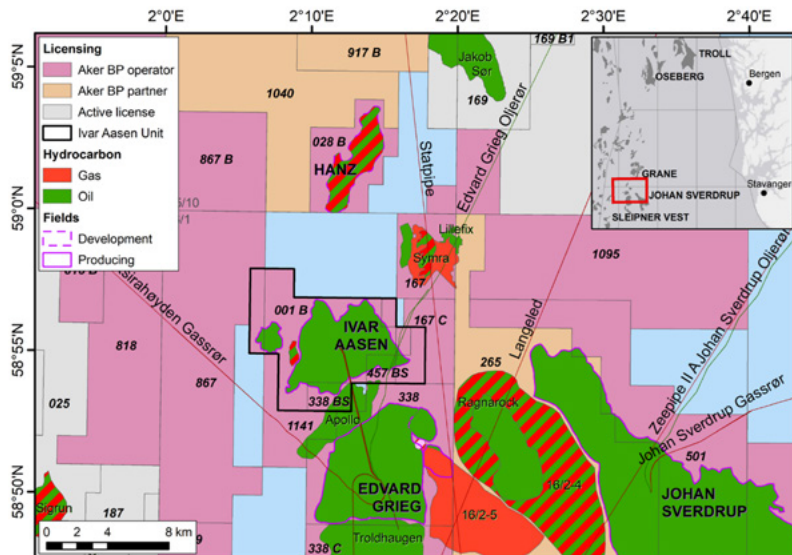 2°0'E
2°10'E
2°20'E
2°30'E
2°40'E
59°5'N
59°0'N
58°55'N
58°50'N
Licensing
Aker BP operator
Aker BP partner
Active license
Ivar Aasen Unit
Hydrocarbon
Gas
Oil
Fields
Development
Producing
917 B
1040
867 B
028 B
HANZ
Jakob
Sør
169
169 B1
Statpipe
Edvard Grieg Oljerør
TROLL
OSEBERG
Bergen
GRANE
Stavanger
JOHAN SVERDRUP
SLEIPNER VEST
Lillefix
Symra
167
1095
001 B
167 C
IVAR
AASEN
457 BS
338 BS
338
Apollo
1141
818
867
025
Langeled
265
Ragnarock
Zeepipe II A
Johan Sverdrup Oljerør
Johan Sverdrup Gassrør
501
16/2-4
16/2-5
JOHAN
SVERDRUP
EDVARD
GRIEG
Troldhaugen
338 C
Sigrun
187
0 2 4 8 km